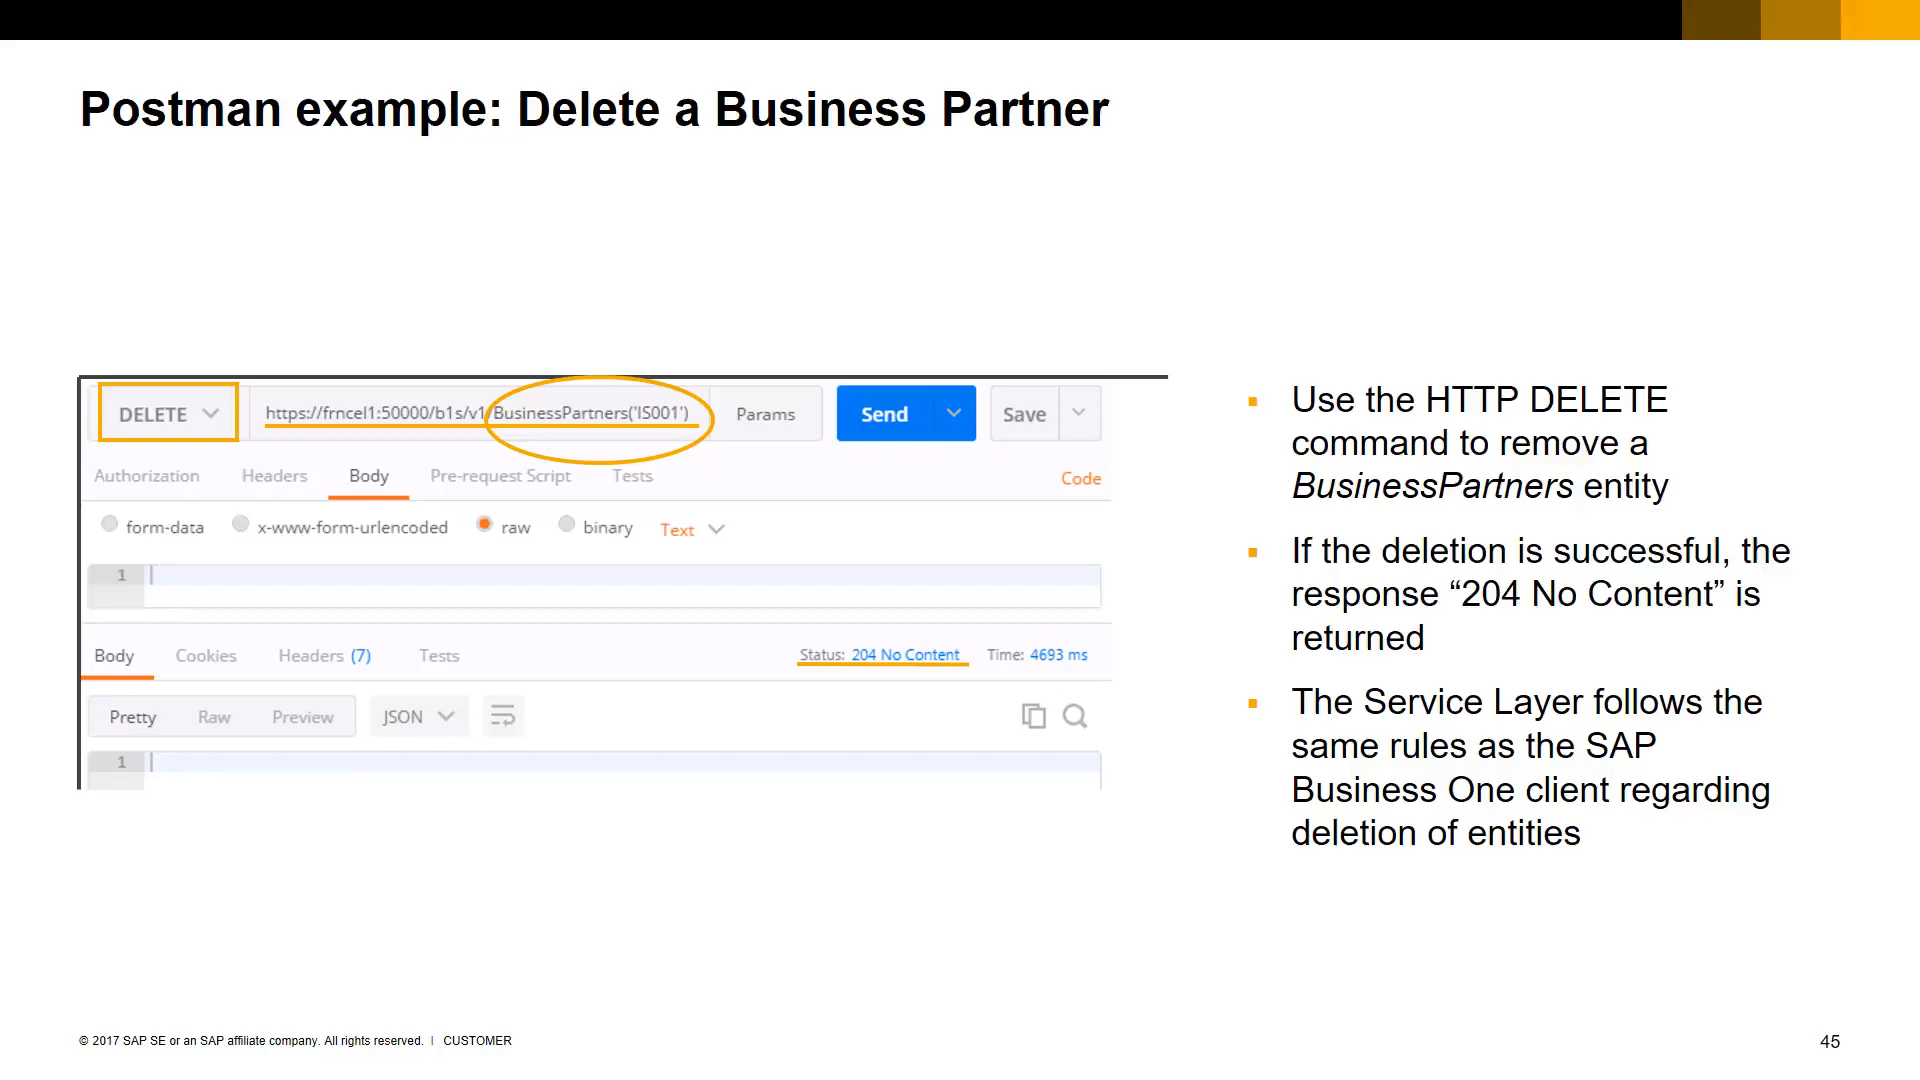 Postman example: Delete a Business Partner
DELETE
https://frncel1:50000/b1s/v1/BusinessPartners('IS001')
Params
Send
Save
Authorization
Headers
Body
Pre-request Script
Tests
Code
form-data
x-www-form-urlencoded
raw
binary
Text
1
Body
Cookies
Headers (7)
Tests
Status: 204 No Content
Time: 4693 ms
Pretty
Raw
Preview
JSON
1
▪ Use the HTTP DELETE
command to remove a
BusinessPartners entity
▪ If the deletion is successful, the
response “204 No Content” is
returned
▪ The Service Layer follows the
same rules as the SAP
Business One client regarding
deletion of entities
© 2017 SAP SE or an SAP affiliate company. All rights reserved. | CUSTOMER
45